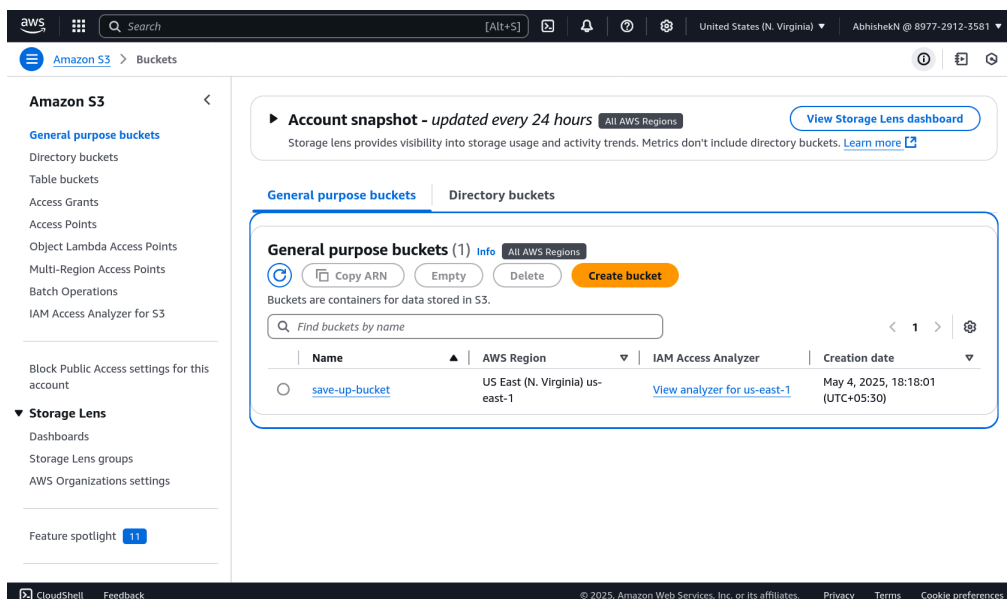 aws Search [Alt+S] United States (N. Virginia) ▼ AbhishekN @ 8977-2912-3581 ▼
Amazon S3 > Buckets
Amazon S3
General purpose buckets
Directory buckets
Table buckets
Access Grants
Access Points
Object Lambda Access Points
Multi-Region Access Points
Batch Operations
IAM Access Analyzer for S3
Block Public Access settings for this
account
▼ Storage Lens
Dashboards
Storage Lens groups
AWS Organizations settings
Feature spotlight 11
▶ Account snapshot - updated every 24 hours All AWS Regions View Storage Lens dashboard
Storage lens provides visibility into storage usage and activity trends. Metrics don't include directory buckets. Learn more
General purpose buckets Directory buckets
General purpose buckets (1) Info All AWS Regions
Copy ARN Empty Delete Create bucket
Buckets are containers for data stored in S3.
Find buckets by name < 1 >
Name ▲ AWS Region ▼ IAM Access Analyzer Creation date ▼
save-up-bucket US East (N. Virginia) us- View analyzer for us-east-1 May 4, 2025, 18:18:01
east-1 (UTC+05:30)
CloudShell Feedback © 2025, Amazon Web Services, Inc. or its affiliates. Privacy Terms Cookie preferences